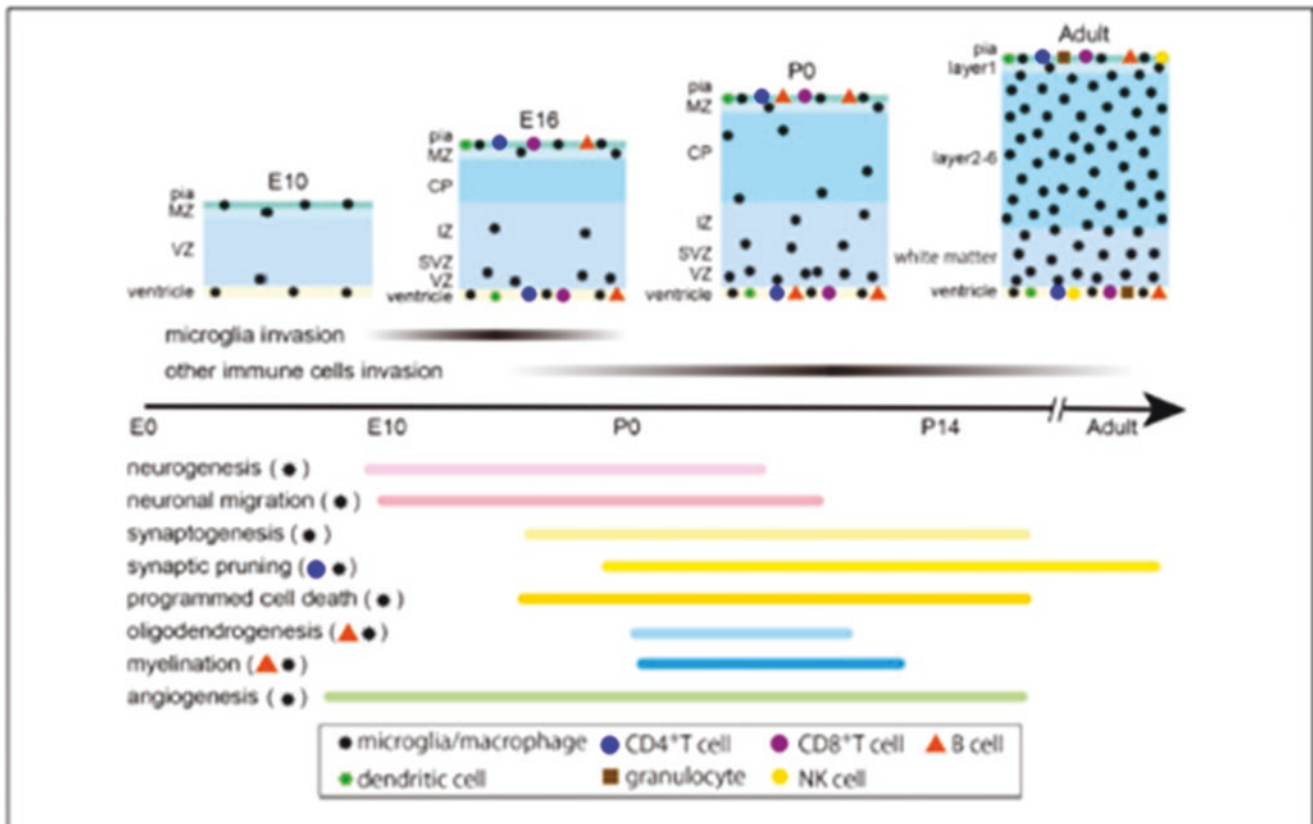 Adult
pia
layer1
layer2-6
white matter
ventricle
P0
pia
MZ
CP
IZ
SVZ
VZ
ventricle
E16
pia
MZ
CP
IZ
SVZ
VZ
ventricle
E10
pia
MZ
VZ
ventricle
microglia invasion
other immune cells invasion
E0 E10 P0 P14 Adult
neurogenesis ( )
neuronal migration ( )
synaptogenesis ( )
synaptic pruning ( )
programmed cell death ( )
oligodendrogenesis ( )
myelination ( )
angiogenesis ( )
microglia/macrophage CD4⁺T cell CD8⁺T cell B cell
dendritic cell granulocyte NK cell